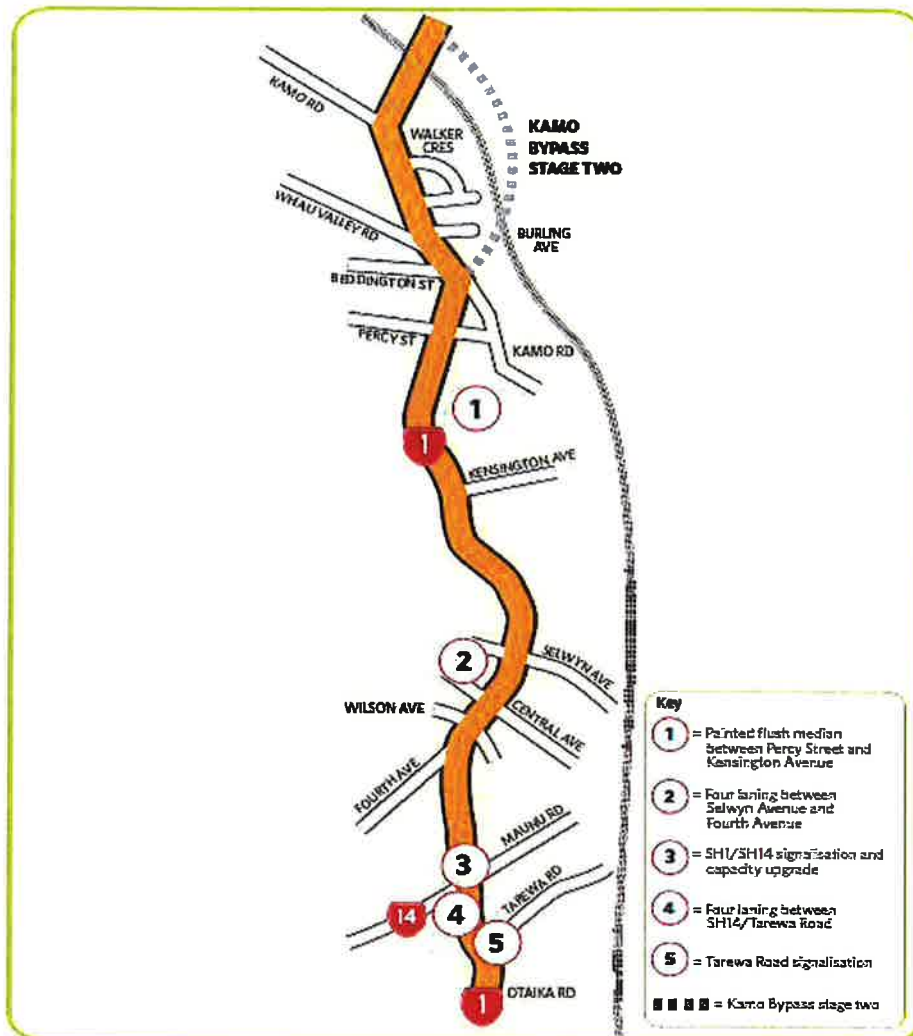 KAMO RD
WALKER
CRES
KAMO
BYPASS
STAGE TWO
WHAU VALLEY RD
BURLING
AVE
BEDDINGTON ST
PERCY ST
KAMO RD
1
1
KENSINGTON AVE
2
SELWYN AVE
WILSON AVE
CENTRAL AVE
FOURTH AVE
MAUNU RD
3
TAREWA RD
14
4
5
1
OTAIKA RD
Key
1 = Painted flush median
between Percy Street and
Kensington Avenue
2 = Four laning between
Selwyn Avenue and
Fourth Avenue
3 = SH1/SH14 signalisation and
capacity upgrade
4 = Four laning between
SH14/Tarewa Road
5 = Tarewa Road signalisation
= Kamo Bypass stage two